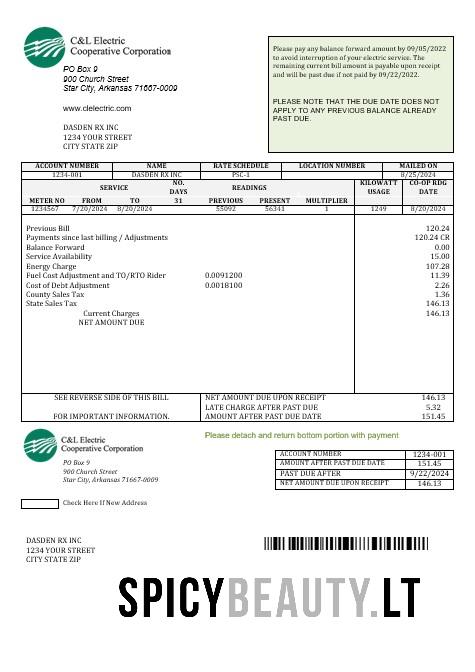 C&L Electric
Cooperative Corporation
PO Box 9
900 Church Street
Star City, Arkansas 71667-0009
www.clelectric.com
DASDEN RX INC
1234 YOUR STREET
CITY STATE ZIP
Please pay any balance forward amount by 09/05/2022
to avoid interruption of electric service. The
remaining current bill amount is payable upon receipt
and will be past due if not paid by 09/22/2022.
PLEASE NOTE THAT THE DUE DATE DOES NOT
APPLY TO ANY PREVIOUS BALANCE ALREADY
PAST DUE.
ACCOUNT NUMBER NAME RATE SCHEDULE LOCATION NUMBER MAILED ON
1234-001 DASDEN RX INC PSC-1 8/25/2024
SERVICE NO. DAYS READINGS KILOWATT USAGE CO-OP RDG DATE
METER NO FROM TO 31 PREVIOUS PRESENT MULTIPLIER
1234567 7/20/2024 8/20/2024 55092 56341 1 1249 8/20/2024
Previous Bill 120.24
Payments since last billing / Adjustments 120.24 CR
Balance Forward 0.00
Service Availability 15.00
Energy Charge 107.28
Fuel Cost Adjustment and TO/RTO Rider 0.0091200 11.39
Cost of Debt Adjustment 0.0018100 2.26
County Sales Tax 1.36
State Sales Tax 146.13
Current Charges 146.13
NET AMOUNT DUE
SEE REVERSE SIDE OF THIS BILL NET AMOUNT DUE UPON RECEIPT 146.13
LATE CHARGE AFTER PAST DUE 5.32
FOR IMPORTANT INFORMATION. AMOUNT AFTER PAST DUE DATE 151.45
C&L Electric
Cooperative Corporation
PO Box 9
900 Church Street
Star City, Arkansas 71667-0009
Please detach and return bottom portion with payment
ACCOUNT NUMBER 1234-001
AMOUNT AFTER PAST DUE DATE 151.45
PAST DUE AFTER 9/22/2024
NET AMOUNT DUE UPON RECEIPT 146.13
Check Here If New Address
DASDEN RX INC
1234 YOUR STREET
CITY STATE ZIP
SPICYBEAUTY.LT